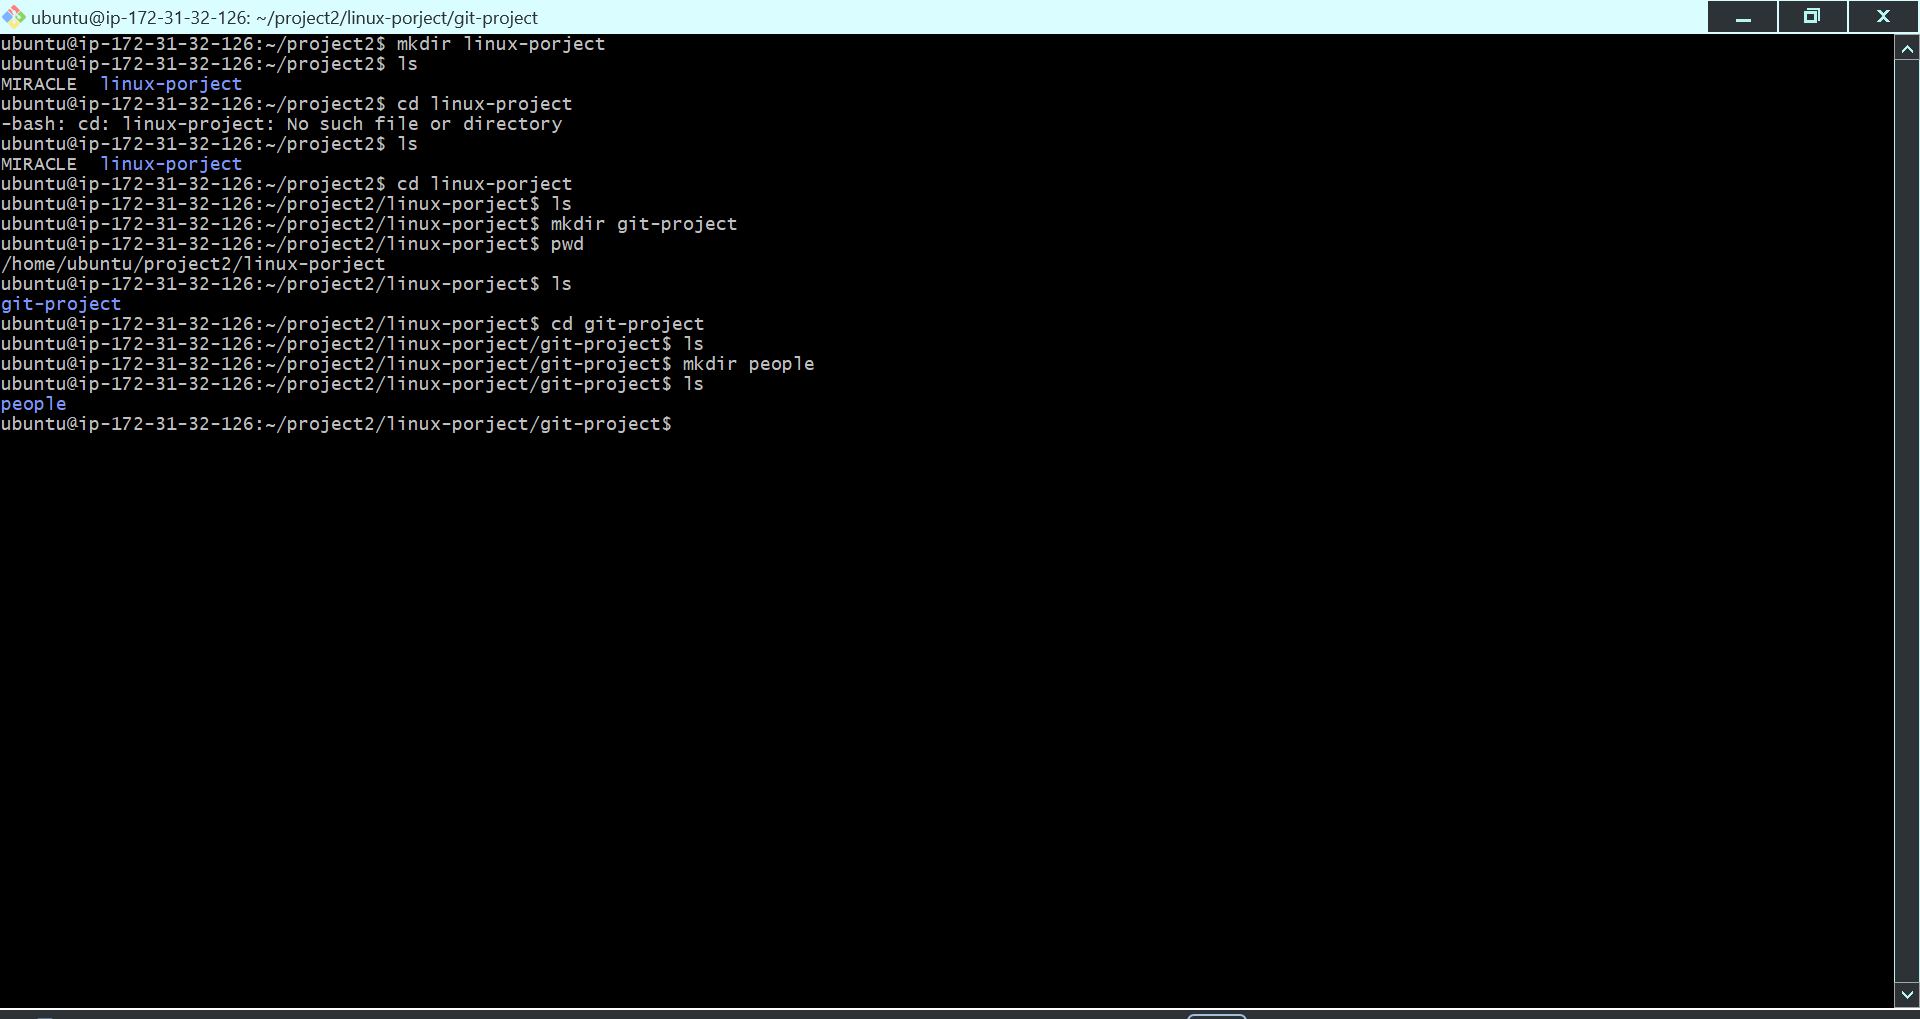 ubuntu@ip-172-31-32-126: ~/project2/linux-porject/git-project
ubuntu@ip-172-31-32-126:~/project2$ mkdir linux-porject
ubuntu@ip-172-31-32-126:~/project2$ ls
MIRACLE  linux-porject
ubuntu@ip-172-31-32-126:~/project2$ cd linux-project
-bash: cd: linux-project: No such file or directory
ubuntu@ip-172-31-32-126:~/project2$ ls
MIRACLE  linux-porject
ubuntu@ip-172-31-32-126:~/project2$ cd linux-porject
ubuntu@ip-172-31-32-126:~/project2/linux-porject$ ls
ubuntu@ip-172-31-32-126:~/project2/linux-porject$ mkdir git-project
ubuntu@ip-172-31-32-126:~/project2/linux-porject$ pwd
/home/ubuntu/project2/linux-porject
ubuntu@ip-172-31-32-126:~/project2/linux-porject$ ls
git-project
ubuntu@ip-172-31-32-126:~/project2/linux-porject$ cd git-project
ubuntu@ip-172-31-32-126:~/project2/linux-porject/git-project$ ls
ubuntu@ip-172-31-32-126:~/project2/linux-porject/git-project$ mkdir people
ubuntu@ip-172-31-32-126:~/project2/linux-porject/git-project$ ls
people
ubuntu@ip-172-31-32-126:~/project2/linux-porject/git-project$